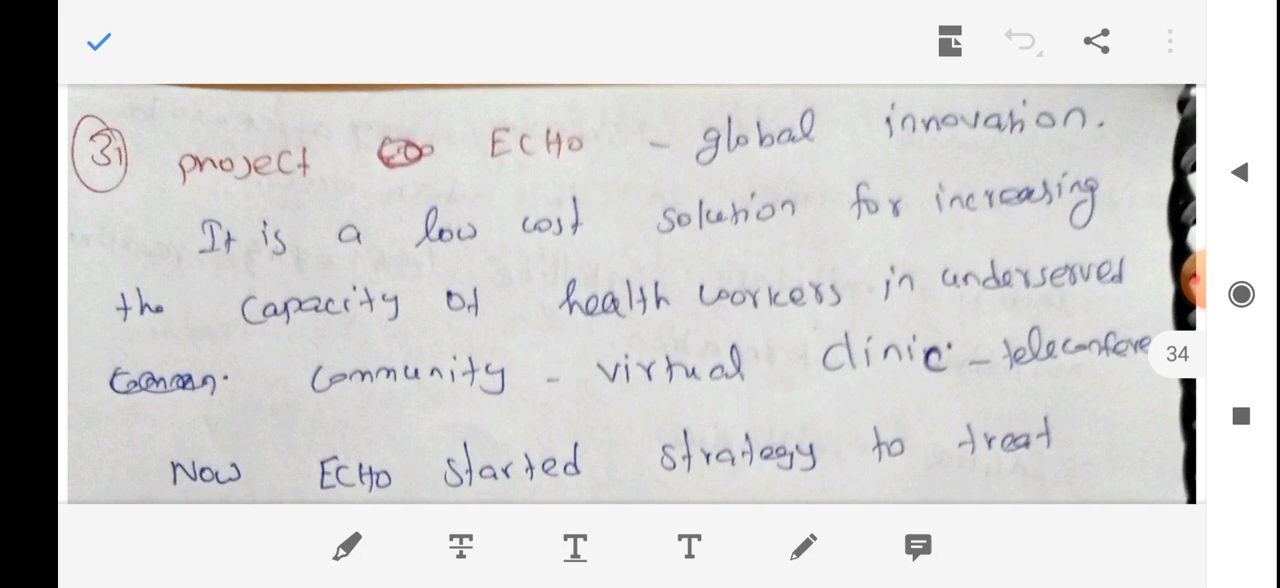 3) project ECHO - global innovation.
It is a low cost solution for increasing
the capacity of health workers in underserved
community - virtual clinic - teleconfere
34
Now ECHO started strategy to treat